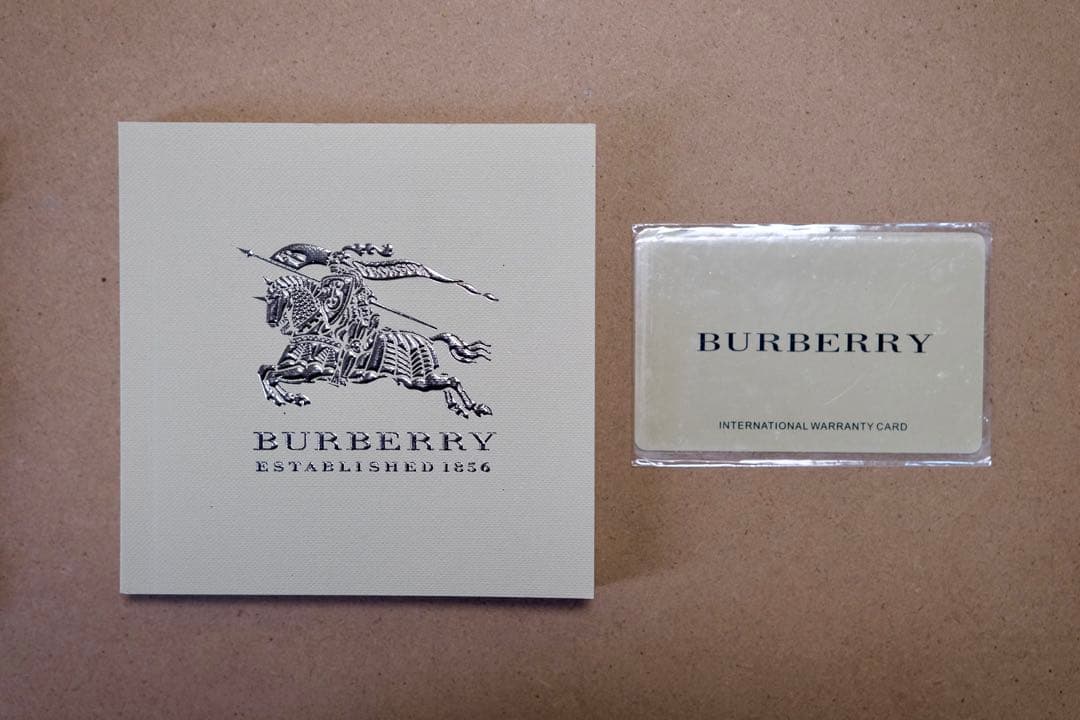 BURBERRY
ESTABLISHED 1856
BURBERRY
INTERNATIONAL WARRANTY CARD